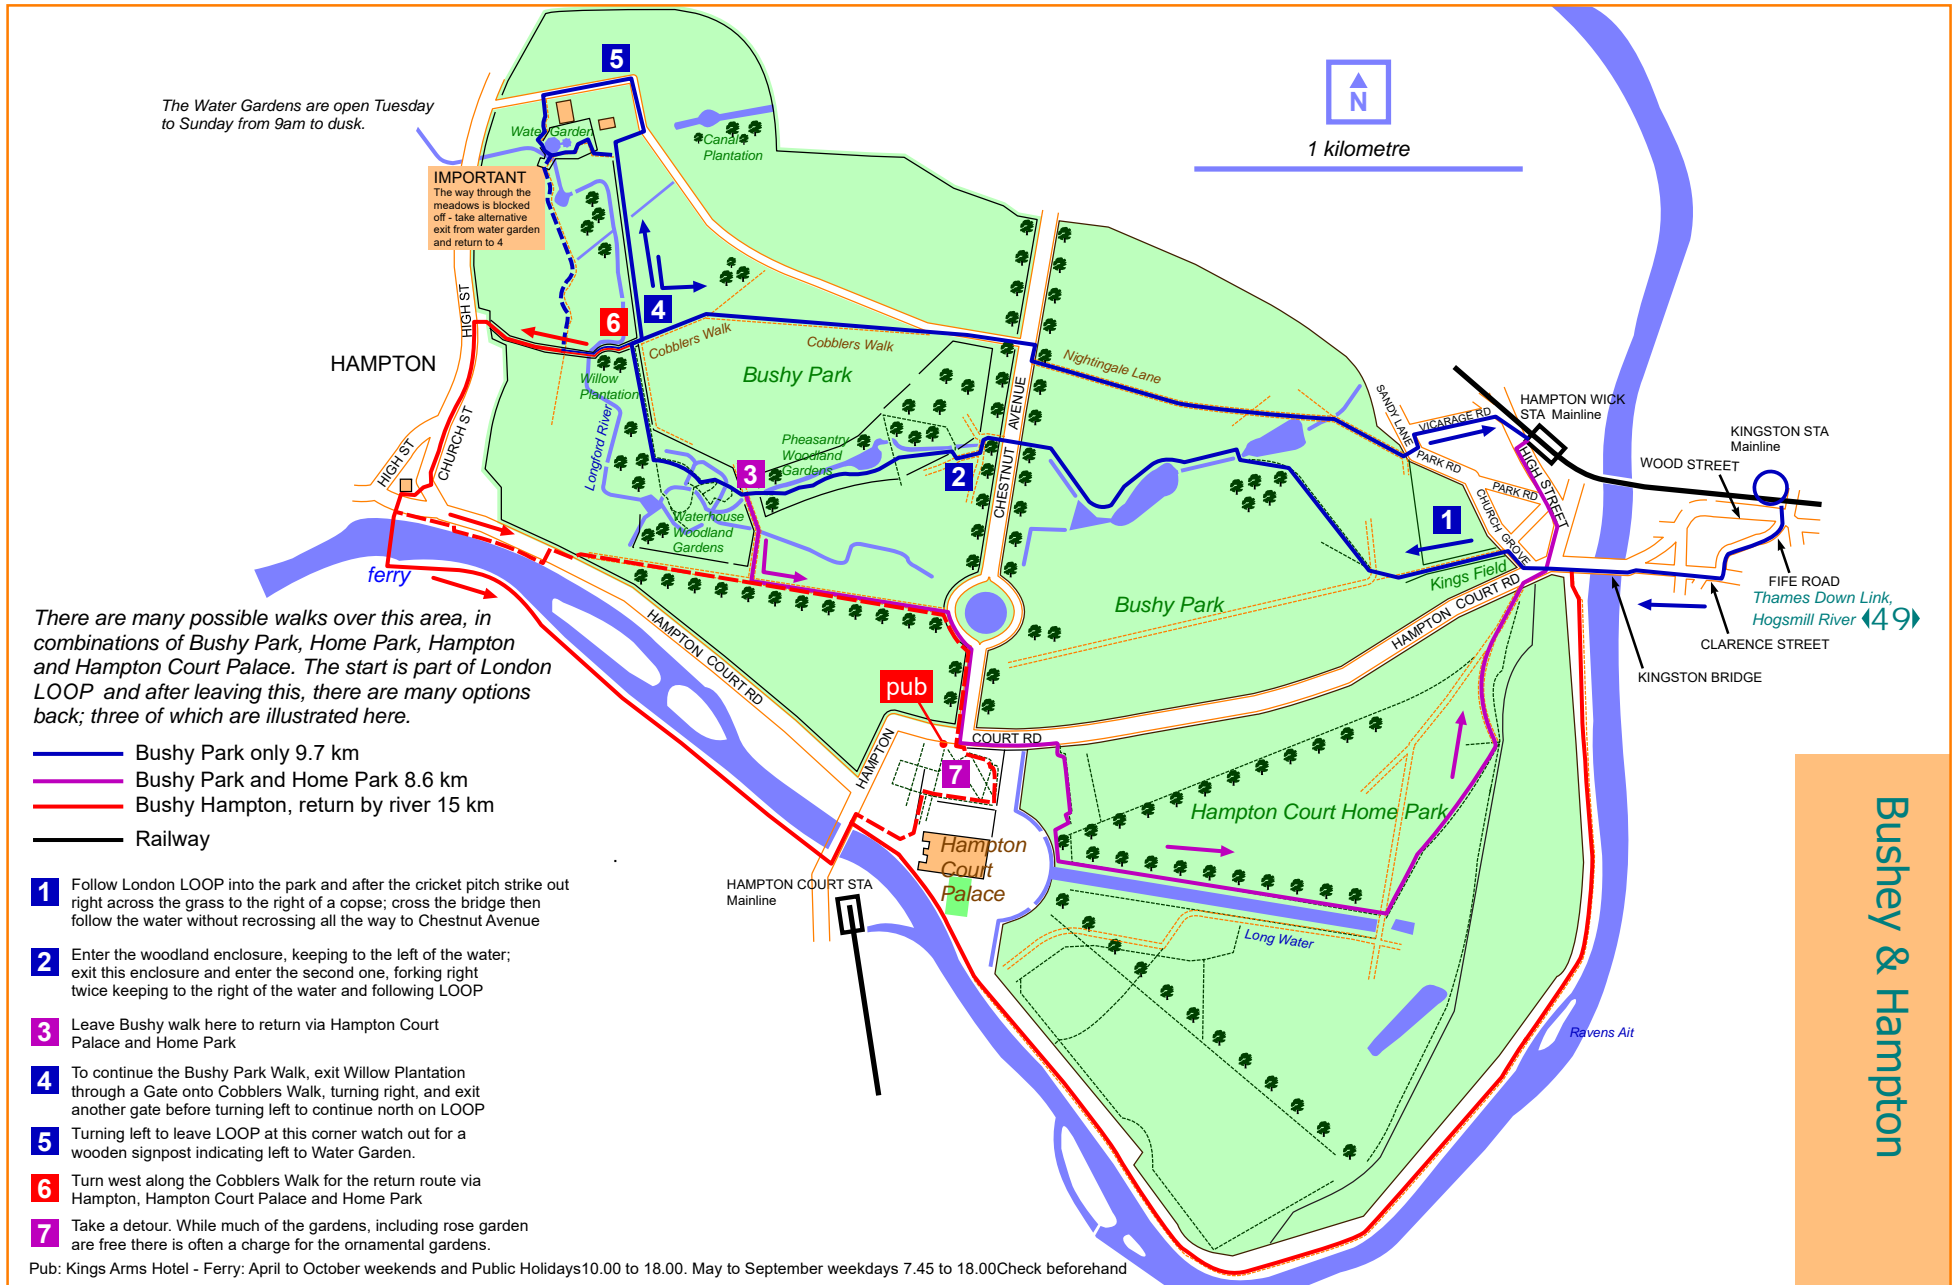 The Water Gardens are open Tuesday
to Sunday from 9am to dusk.
5
Water Garden
Canal
Plantation
N
1 kilometre
IMPORTANT
The way through the
meadows is blocked
off - take alternative
exit from water garden
and return to 4
HIGH ST
6
4
Cobblers Walk
Cobblers Walk
Nightingale Lane
HAMPTON
Bushy Park
Willow
Plantation
Longford River
CHURCH ST
HIGH ST
Pheasantry
Woodland
Gardens
3
2
CHESTNUT AVENUE
Waterhouse
Woodland
Gardens
SANDY LANE
VICARAGE RD
PARK RD
PARK RD
HAMPTON WICK
STA Mainline
HIGH STREET
CHURCH GROVE
KINGSTON STA
Mainline
WOOD STREET
1
Kings Field
FIFE ROAD
Thames Down Link,
Hogsmill River 49
CLARENCE STREET
KINGSTON BRIDGE
ferry
Bushy Park
HAMPTON COURT RD
HAMPTON COURT RD
There are many possible walks over this area, in
combinations of Bushy Park, Home Park, Hampton
and Hampton Court Palace. The start is part of London
LOOP and after leaving this, there are many options
back; three of which are illustrated here.
pub
HAMPTON
COURT RD
7
Hampton Court Home Park
Hampton
Court
Palace
HAMPTON COURT STA
Mainline
Long Water
Ravens Ait
Bushy Park only 9.7 km
Bushy Park and Home Park 8.6 km
Bushy Hampton, return by river 15 km
Railway
1 Follow London LOOP into the park and after the cricket pitch strike out
right across the grass to the right of a copse; cross the bridge then
follow the water without recrossing all the way to Chestnut Avenue
2 Enter the woodland enclosure, keeping to the left of the water;
exit this enclosure and enter the second one, forking right
twice keeping to the right of the water and following LOOP
3 Leave Bushy walk here to return via Hampton Court
Palace and Home Park
4 To continue the Bushy Park Walk, exit Willow Plantation
through a Gate onto Cobblers Walk, turning right, and exit
another gate before turning left to continue north on LOOP
5 Turning left to leave LOOP at this corner watch out for a
wooden signpost indicating left to Water Garden.
6 Turn west along the Cobblers Walk for the return route via
Hampton, Hampton Court Palace and Home Park
7 Take a detour. While much of the gardens, including rose garden
are free there is often a charge for the ornamental gardens.
Pub: Kings Arms Hotel - Ferry: April to October weekends and Public Holidays10.00 to 18.00. May to September weekdays 7.45 to 18.00Check beforehand
Bushey & Hampton